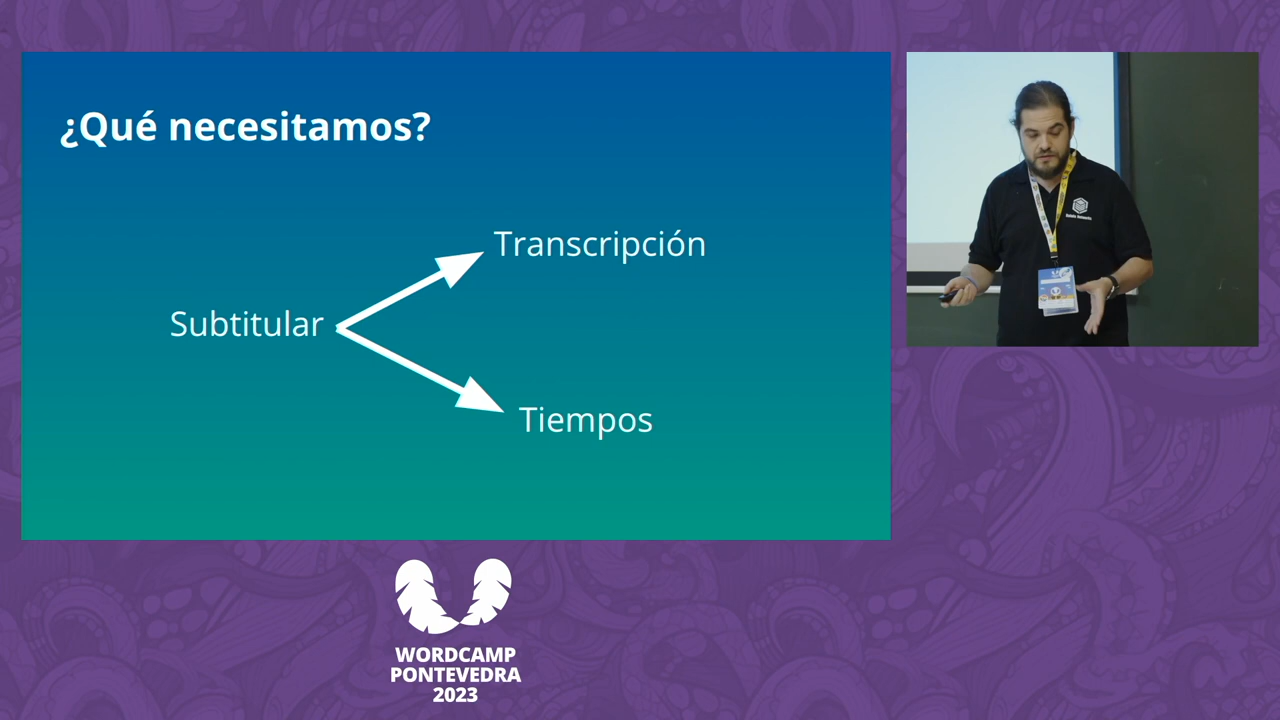 ¿Qué necesitamos?
Transcripción
Subtitular
Tiempos
WORDCAMP
PONTEVEDRA
2023